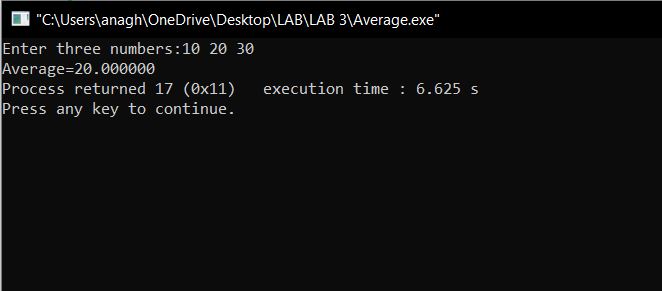 "C:\Users\anagh\OneDrive\Desktop\LAB\LAB 3\Average.exe"
Enter three numbers:10 20 30
Average=20.000000
Process returned 17 (0x11)   execution time : 6.625 s
Press any key to continue.